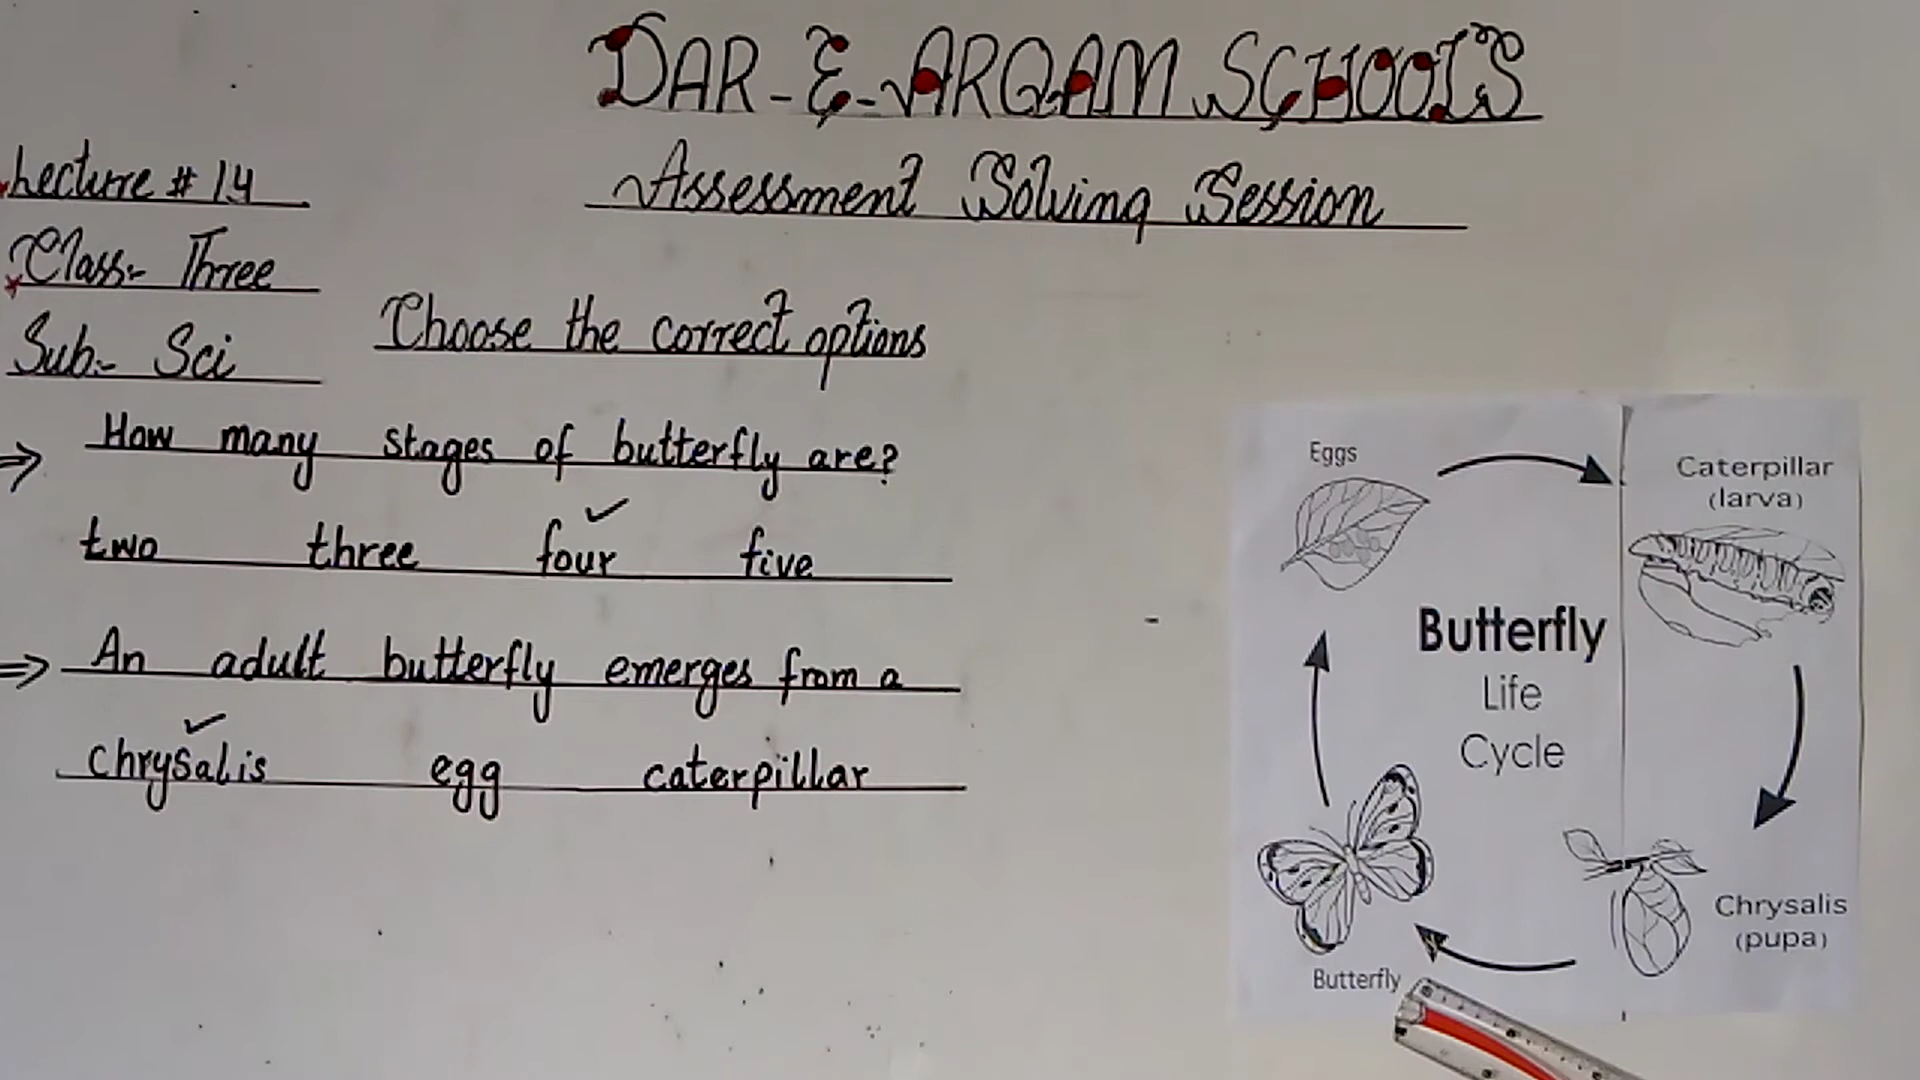 DAR-E-ARQAM SCHOOLS
Assessment Solving Session
Lecture # 14
Class:- Three
Sub:- Sci
Choose the correct options
How many stages of butterfly are?
two three four five
An adult butterfly emerges from a
chrysalis egg caterpillar
Eggs
Caterpillar
(larva)
Butterfly
Life
Cycle
Chrysalis
(pupa)
Butterfly